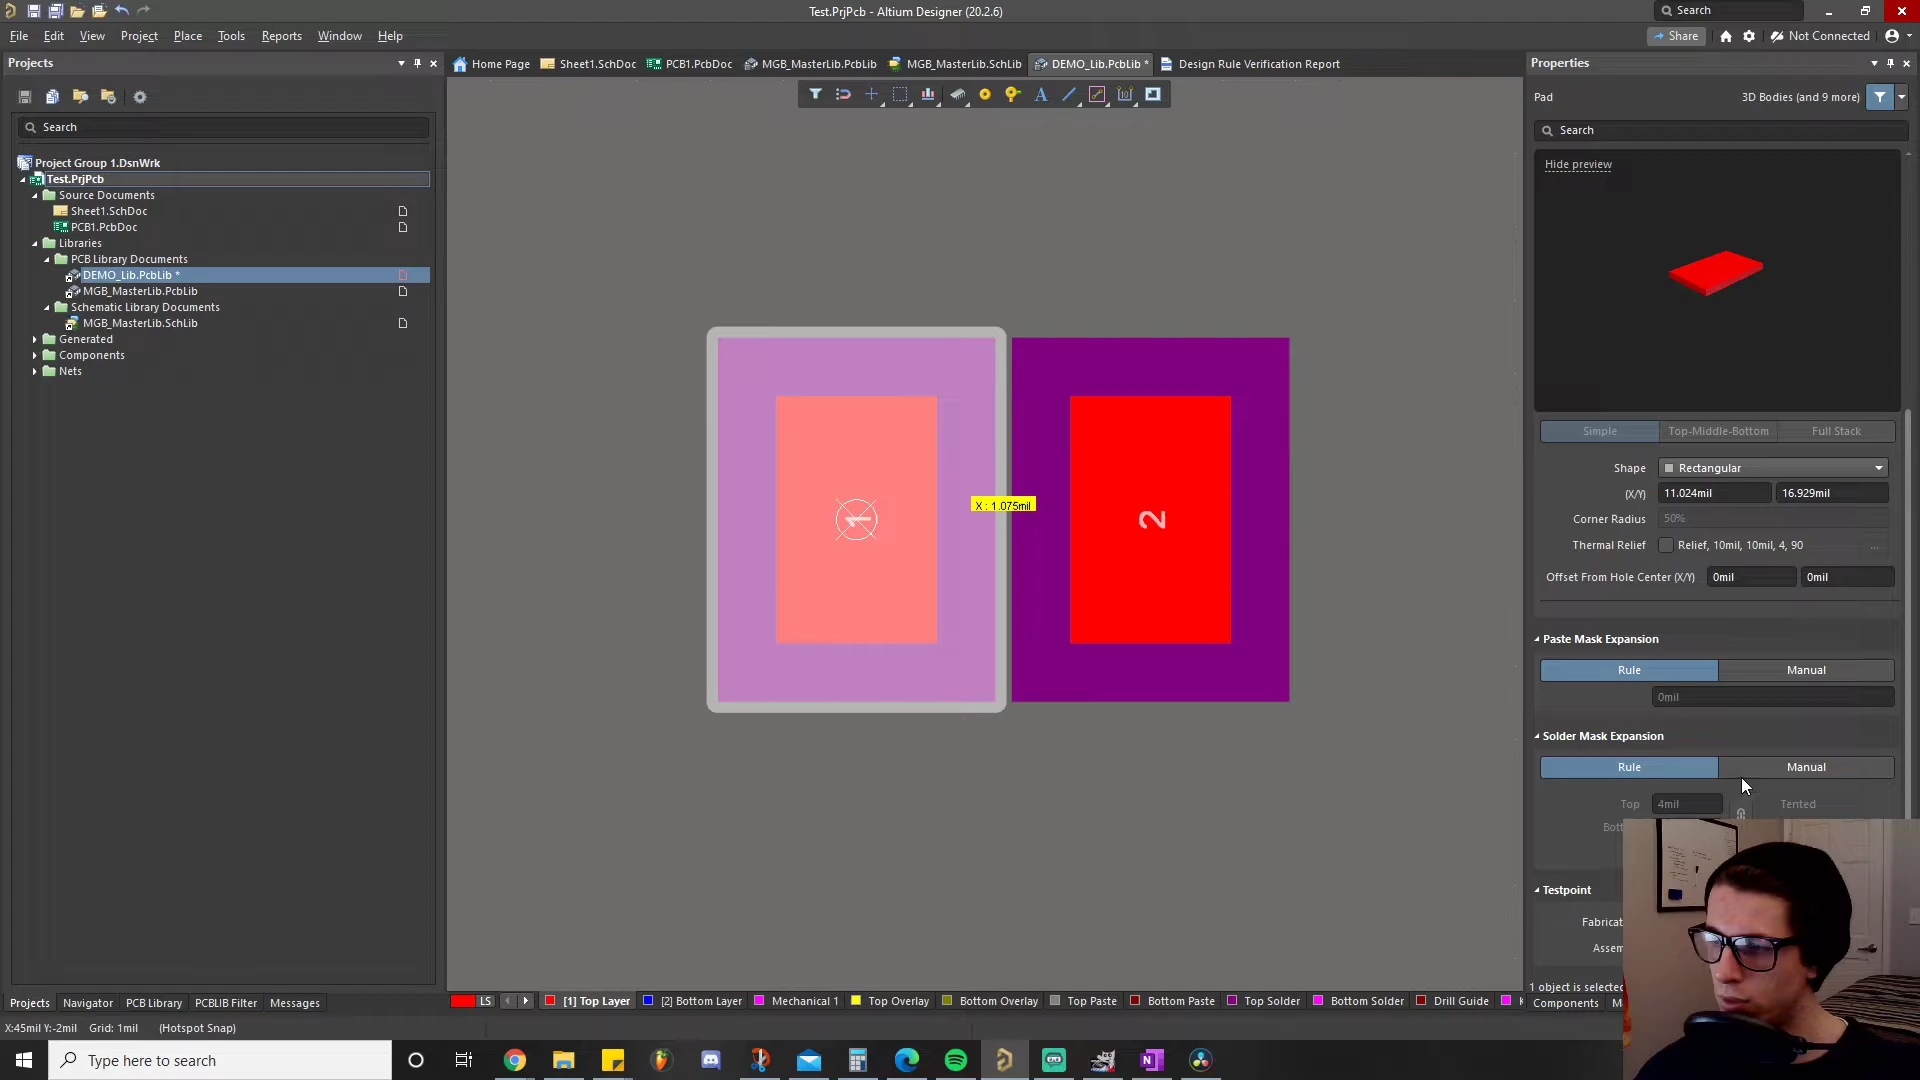 Test.PrjPcb - Altium Designer (20.2.6)
Search
File Edit View Project Place Tools Reports Window Help
Share
Not Connected
Projects
Home Page Sheet1.SchDoc PCB1.PcbDoc MGB_MasterLib.PcbLib MGB_MasterLib.SchLib DEMO_Lib.PcbLib * Design Rule Verification Report
Properties
Pad
3D Bodies (and 9 more)
Search
Search
Project Group 1.DsnWrk
Test.PrjPcb
Source Documents
Sheet1.SchDoc
PCB1.PcbDoc
Libraries
PCB Library Documents
DEMO_Lib.PcbLib *
MGB_MasterLib.PcbLib
Schematic Library Documents
MGB_MasterLib.SchLib
Generated
Components
Nets
Hide preview
Simple Top-Middle-Bottom Full Stack
Shape Rectangular
(X/Y) 11.024mil 16.929mil
Corner Radius 50%
Thermal Relief Relief, 10mil, 10mil, 4, 90 ...
Offset From Hole Center (X/Y) 0mil 0mil
Paste Mask Expansion
Rule Manual
0mil
Solder Mask Expansion
Rule Manual
Top 4mil Tented
Testpoint
1
X : 1.075mil
2
1 object is selected
Projects Navigator PCB Library PCBLIB Filter Messages
LS [1] Top Layer [2] Bottom Layer Mechanical 1 Top Overlay Bottom Overlay Top Paste Bottom Paste Top Solder Bottom Solder Drill Guide
Components
X:45mil Y:-2mil Grid: 1mil (Hotspot Snap)
Type here to search